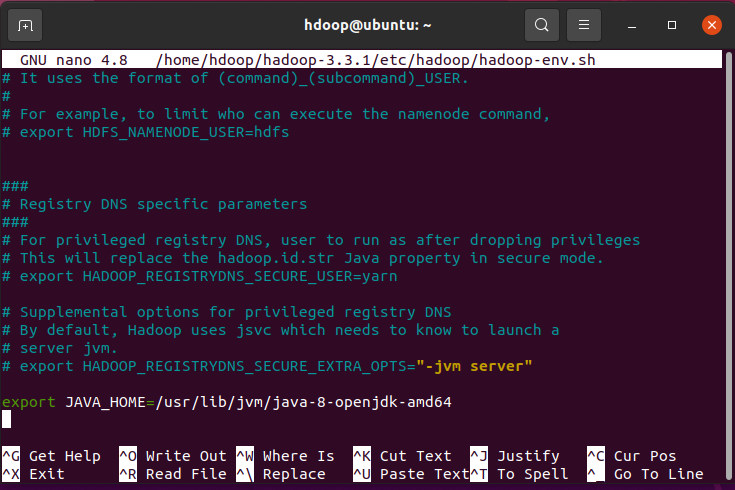 hdoop@ubuntu: ~
GNU nano 4.8 /home/hdoop/hadoop-3.3.1/etc/hadoop/hadoop-env.sh
# It uses the format of (command)_(subcommand)_USER.
#
# For example, to limit who can execute the namenode command,
# export HDFS_NAMENODE_USER=hdfs
###
# Registry DNS specific parameters
###
# For privileged registry DNS, user to run as after dropping privileges
# This will replace the hadoop.id.str Java property in secure mode.
# export HADOOP_REGISTRYDNS_SECURE_USER=yarn
# Supplemental options for privileged registry DNS
# By default, Hadoop uses jsvc which needs to know to launch a
# server jvm.
# export HADOOP_REGISTRYDNS_SECURE_EXTRA_OPTS="-jvm server"
export JAVA_HOME=/usr/lib/jvm/java-8-openjdk-amd64
^G Get Help ^O Write Out ^W Where Is ^K Cut Text ^J Justify ^C Cur Pos
^X Exit ^R Read File ^\ Replace ^U Paste Text^T To Spell ^_ Go To Line